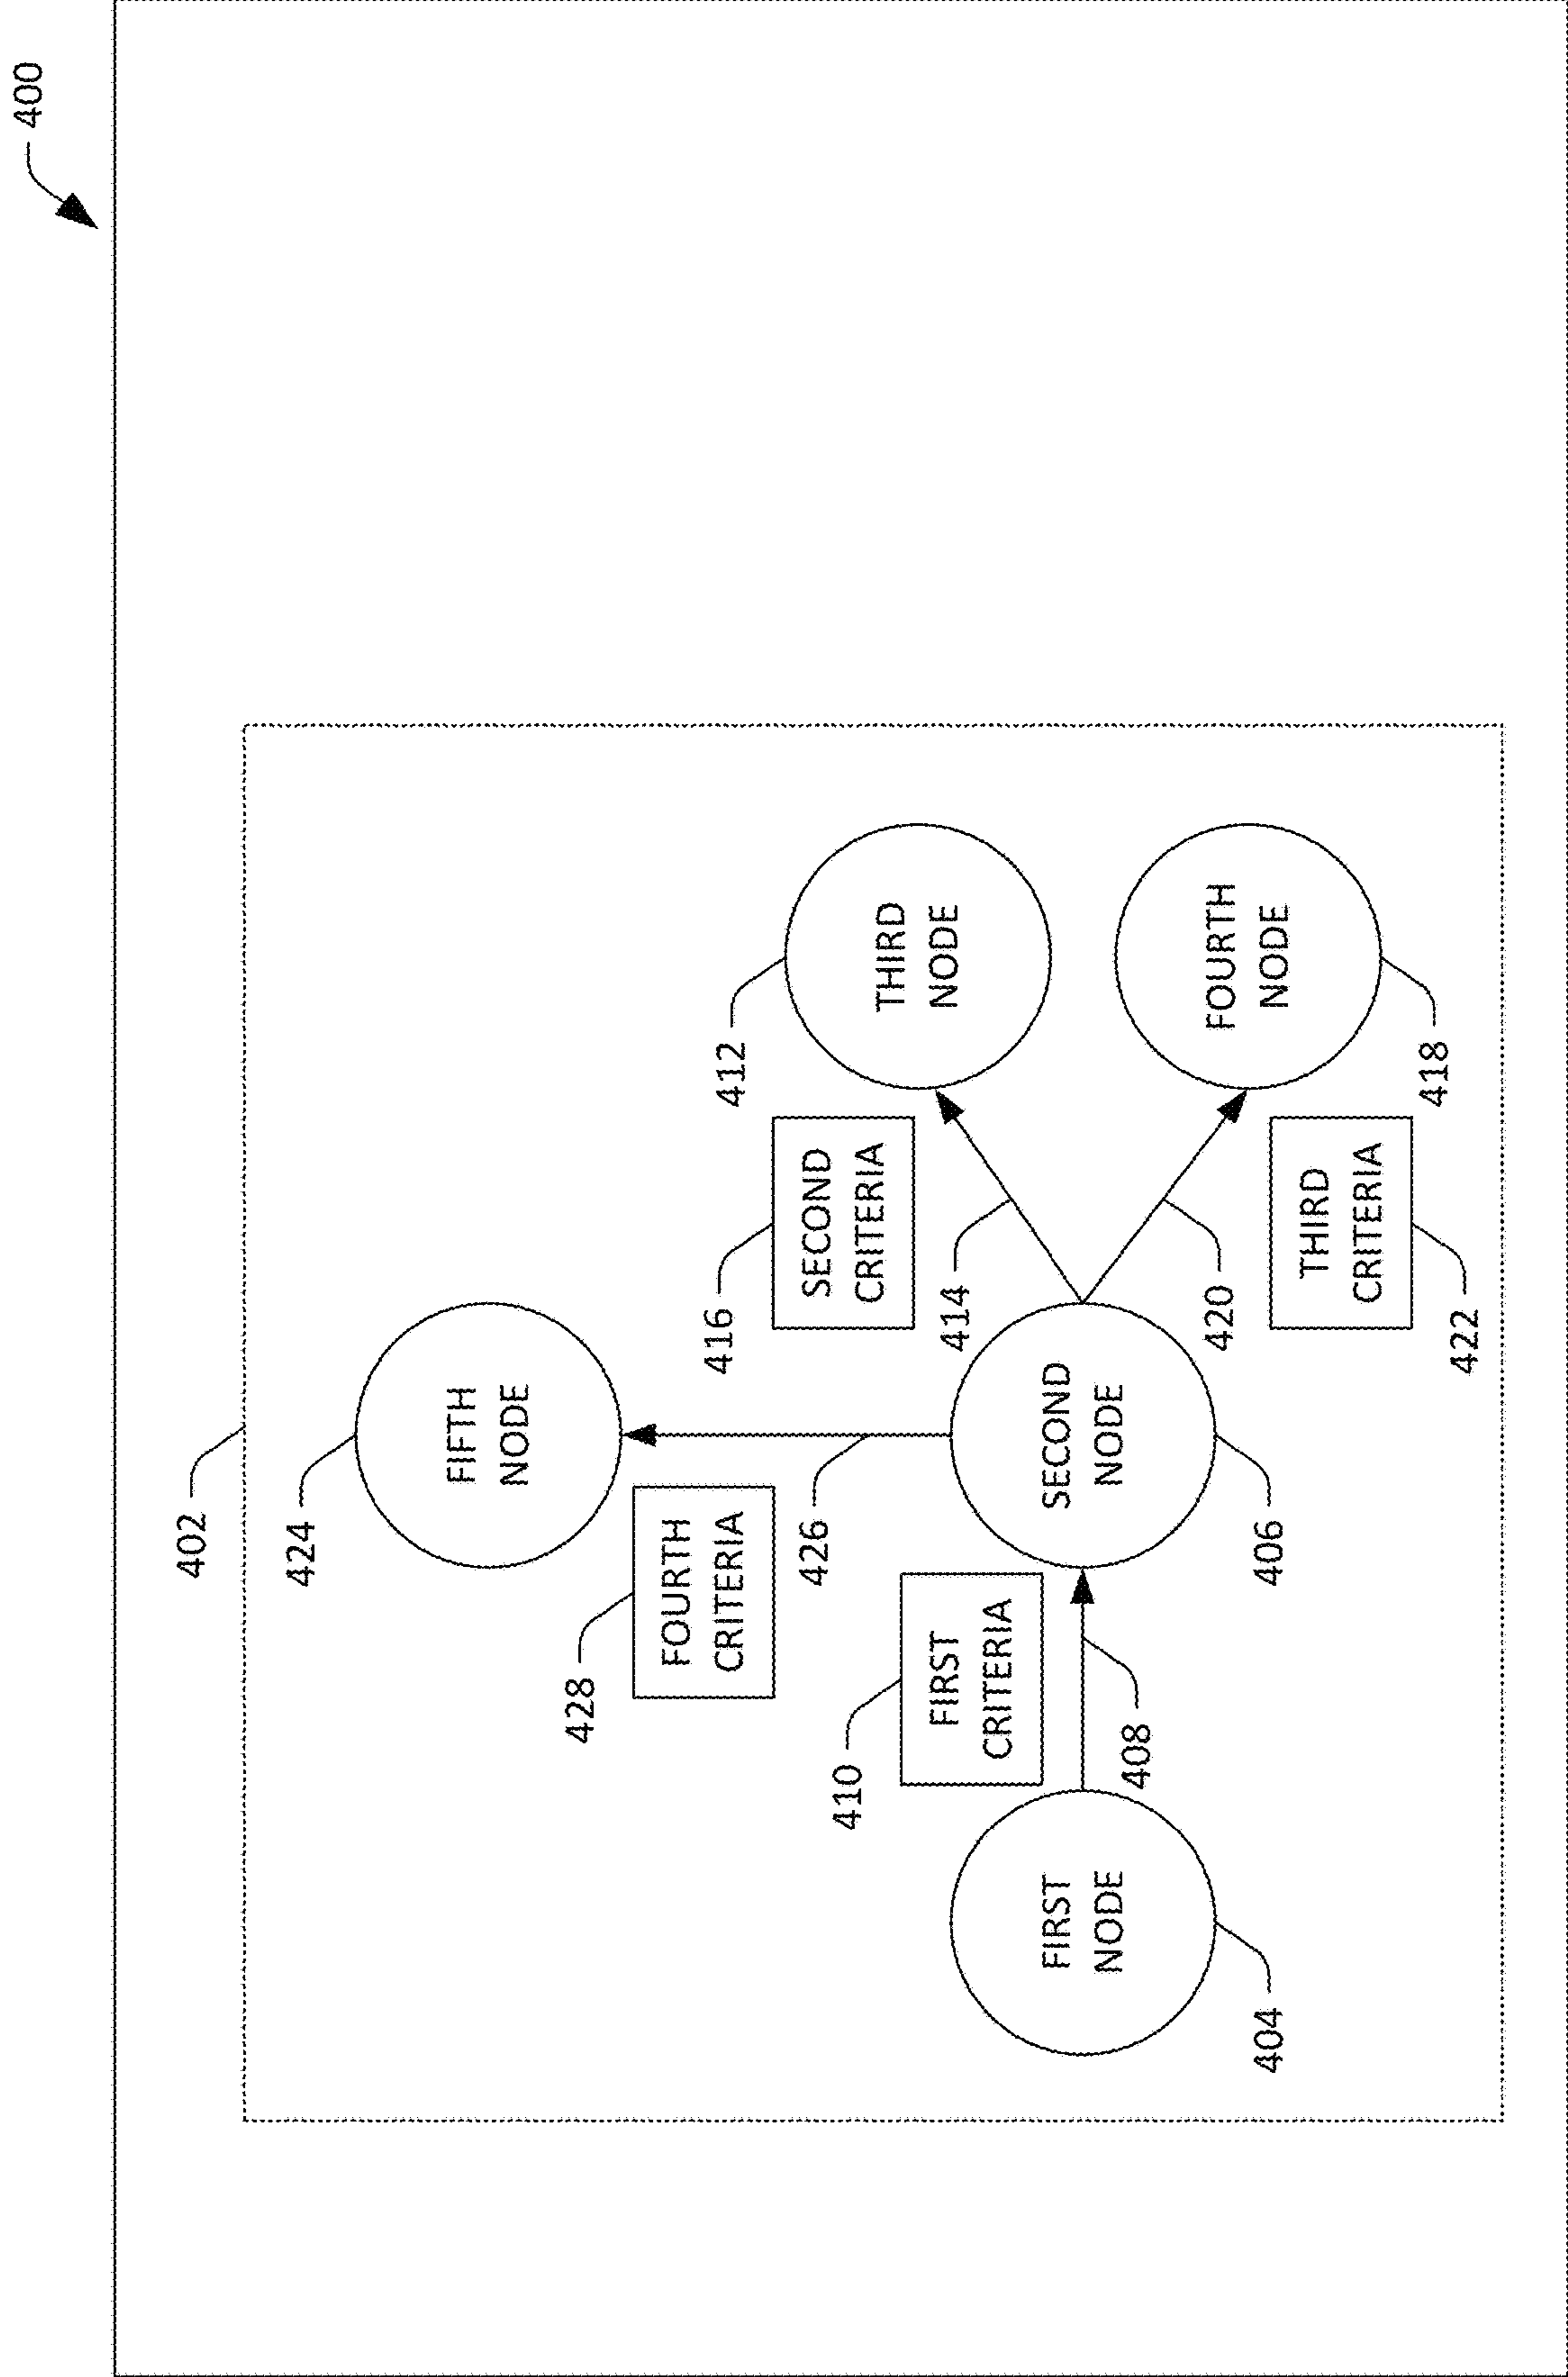 400
402
424
FIFTH
NODE
428
FOURTH
CRITERIA
426
416
SECOND
CRITERIA
412
THIRD
NODE
410
FIRST
CRITERIA
414
FIRST
NODE
404
408
SECOND
NODE
406
420
FOURTH
NODE
418
THIRD
CRITERIA
422